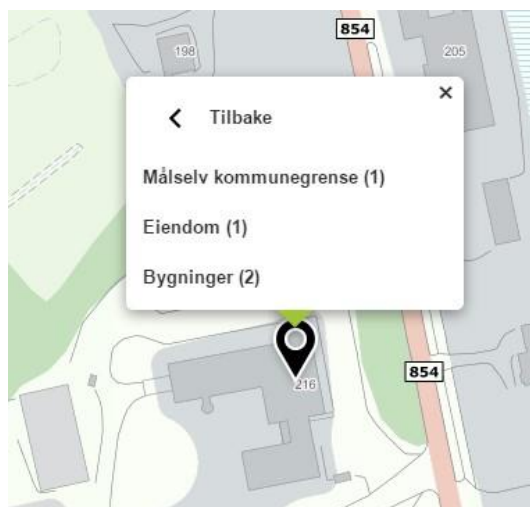 854
198
205
Tilbake
Målselv kommunegrense (1)
Eiendom (1)
Bygninger (2)
216
854